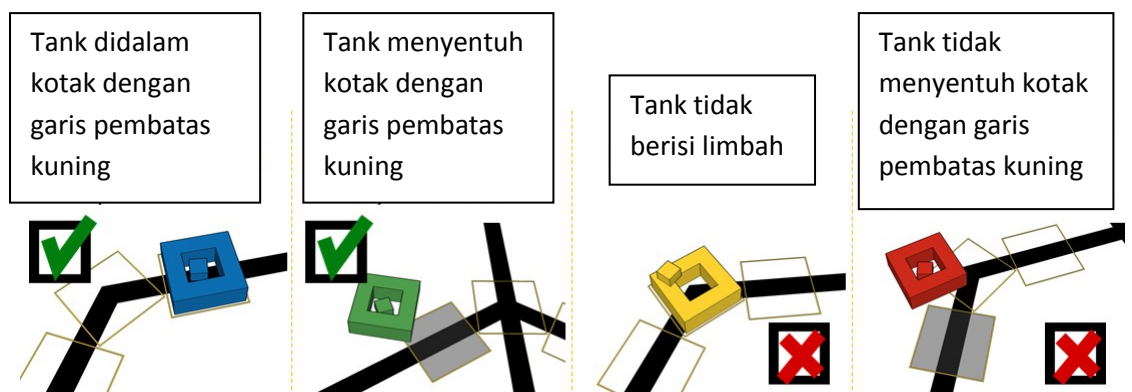 Tank didalam
kotak dengan
garis pembatas
kuning
Tank menyentuh
kotak dengan
garis pembatas
kuning
Tank tidak
berisi limbah
Tank tidak
menyentuh kotak
dengan garis
pembatas kuning